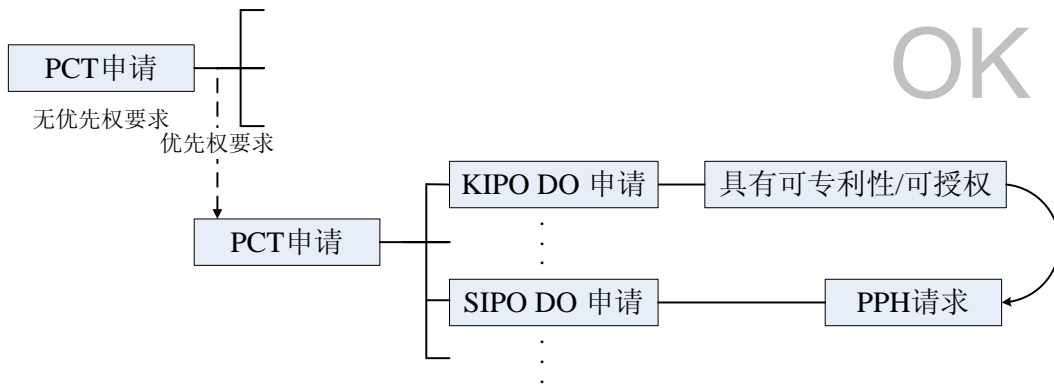 OK
PCT申请
无优先权要求
优先权要求
KIPO DO 申请
具有可专利性/可授权
PCT申请
SIPO DO 申请
PPH请求